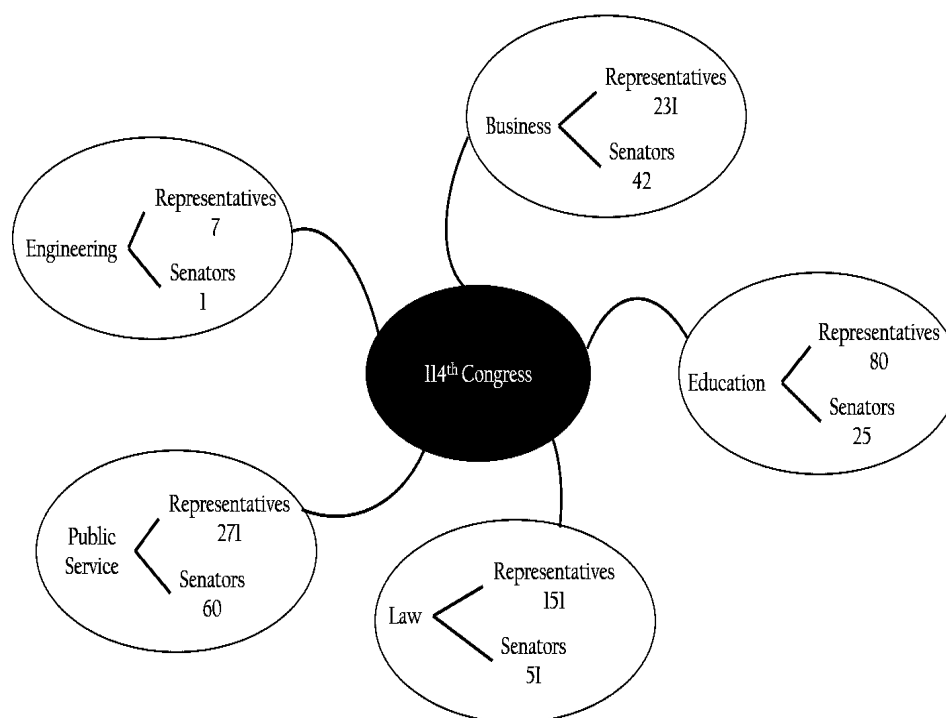 Business
Representatives
231
Senators
42
Engineering
Representatives
7
Senators
1
114th Congress
Education
Representatives
80
Senators
25
Public
Service
Representatives
271
Senators
60
Law
Representatives
151
Senators
51